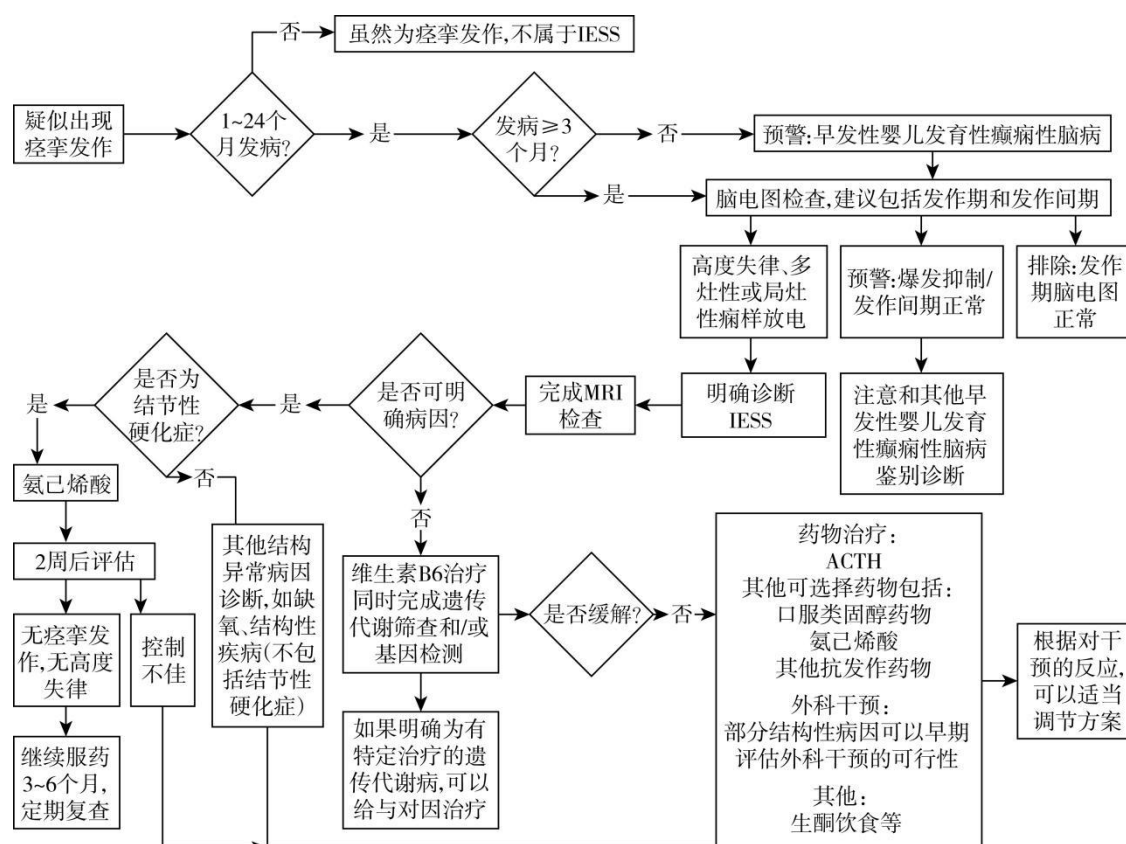 否
虽然为痉挛发作,不属于IESS
疑似出现
痉挛发作
1~24个
月发病?
是
发病≥3
个月?
否
预警:早发性婴儿发育性癫痫性脑病
是
脑电图检查,建议包括发作期和发作间期
高度失律、多
灶性或局灶
性痫样放电
预警:爆发抑制/
发作间期正常
排除:发作
期脑电图
正常
明确诊断
IESS
注意和其他早
发性婴儿发育
性癫痫性脑病
鉴别诊断
完成MRI
检查
是否可明
确病因?
是
是否为
结节性
硬化症?
是
否
氨己烯酸
2周后评估
无痉挛发
作,无高度
失律
控制
不佳
继续服药
3~6个月,
定期复查
其他结构
异常病因
诊断,如缺
氧、结构性
疾病(不包
括结节性
硬化症)
否
维生素B6治疗
同时完成遗传
代谢筛查和/或
基因检测
如果明确为有
特定治疗的遗
传代谢病,可以
给与对因治疗
是否缓解?
否
药物治疗:
ACTH
其他可选择药物包括:
口服类固醇药物
氨己烯酸
其他抗发作药物
外科干预:
部分结构性病因可以早期
评估外科干预的可行性
其他:
生酮饮食等
根据对干
预的反应,
可以适当
调节方案